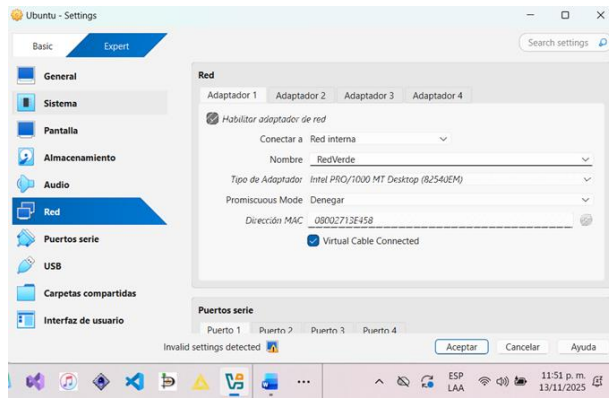 Ubuntu - Settings
Basic Expert Search settings
General
Sistema
Pantalla
Almacenamiento
Audio
Red
Puertos serie
USB
Carpetas compartidas
Interfaz de usuario
Red
Adaptador 1 Adaptador 2 Adaptador 3 Adaptador 4
Habilitar adaptador de red
Conectar a Red interna
Nombre RedVerde
Tipo de Adaptador Intel PRO/1000 MT Desktop (82540EM)
Promiscuous Mode Denegar
Dirección MAC 08002713E458
Virtual Cable Connected
Puertos serie
Puerto 1 Puerto 2 Puerto 3 Puerto 4
Invalid settings detected Aceptar Cancelar Ayuda
ESP 11:51 p. m.
LAA 13/11/2025